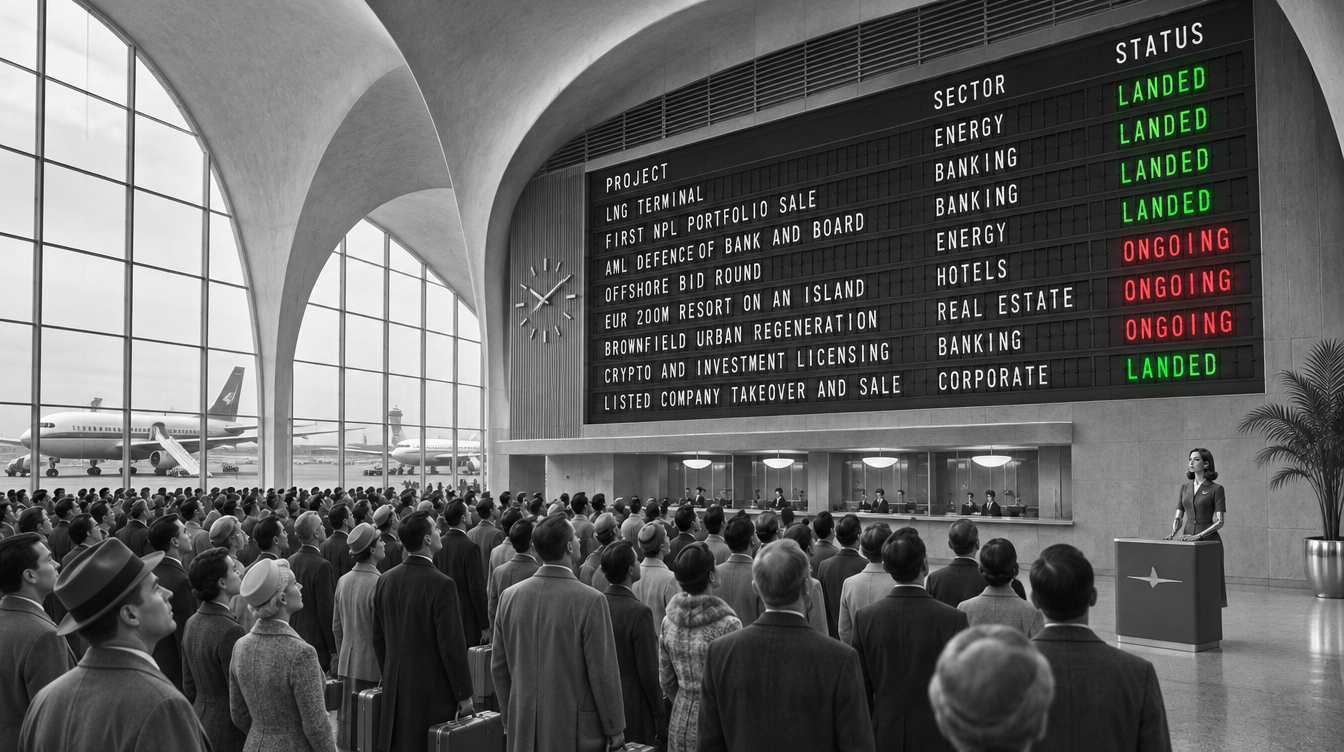 PROJECT SECTOR STATUS
LNG TERMINAL ENERGY LANDED
FIRST NPL PORTFOLIO SALE BANKING LANDED
AML DEFENCE OF BANK AND BOARD BANKING LANDED
OFFSHORE BID ROUND ENERGY LANDED
EUR 200M RESORT ON AN ISLAND HOTELS ONGOING
BROWNFIELD URBAN REGENERATION REAL ESTATE ONGOING
CRYPTO AND INVESTMENT LICENSING BANKING ONGOING
LISTED COMPANY TAKEOVER AND SALE CORPORATE LANDED